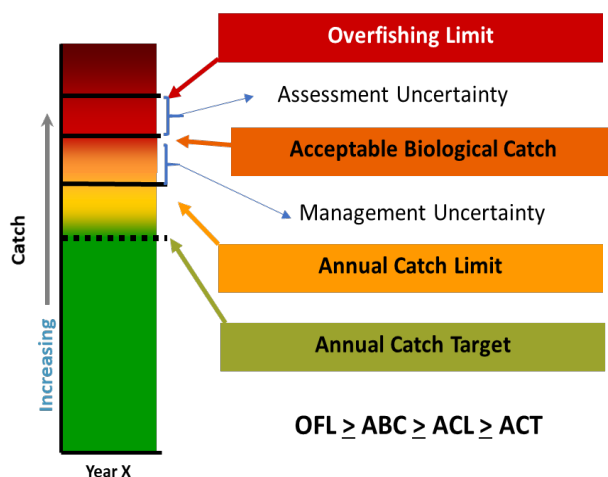 Overfishing Limit
Assessment Uncertainty
Acceptable Biological Catch
Management Uncertainty
Annual Catch Limit
Annual Catch Target
OFL ≥ ABC ≥ ACL ≥ ACT
Catch
Increasing
Year X